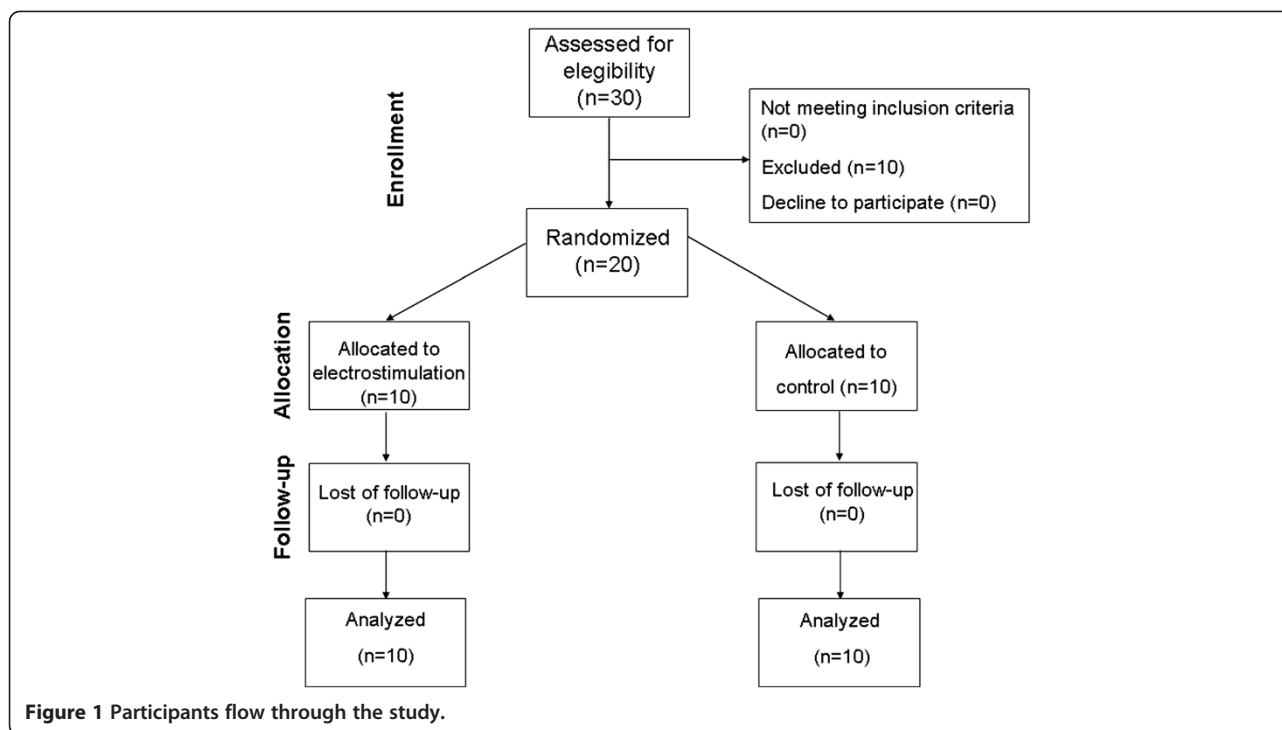 Enrollment
Assessed for
elegibility
(n=30)
Not meeting inclusion criteria
(n=0)
Excluded (n=10)
Decline to participate (n=0)
Randomized
(n=20)
Allocation
Allocated to
electrostimulation
(n=10)
Allocated to
control (n=10)
Follow-up
Lost of follow-up
(n=0)
Lost of follow-up
(n=0)
Analyzed
(n=10)
Analyzed
(n=10)
Figure 1 Participants flow through the study.